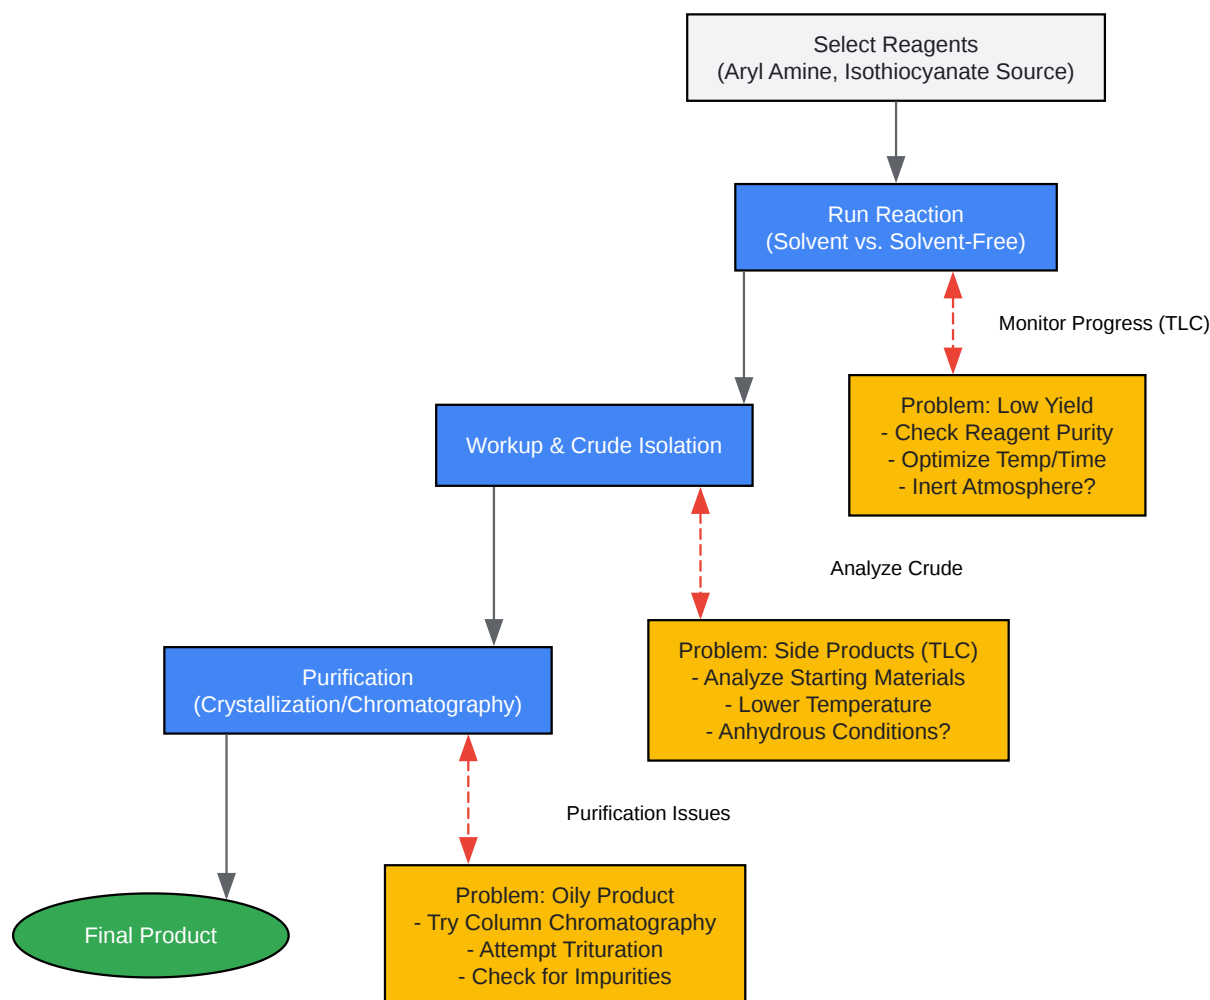 Select Reagents
(Aryl Amine, Isothiocyanate Source)
Run Reaction
(Solvent vs. Solvent-Free)
Monitor Progress (TLC)
Problem: Low Yield
- Check Reagent Purity
- Optimize Temp/Time
- Inert Atmosphere?
Workup & Crude Isolation
Analyze Crude
Problem: Side Products (TLC)
- Analyze Starting Materials
- Lower Temperature
- Anhydrous Conditions?
Purification
(Crystallization/Chromatography)
Purification Issues
Problem: Oily Product
- Try Column Chromatography
- Attempt Trituration
- Check for Impurities
Final Product